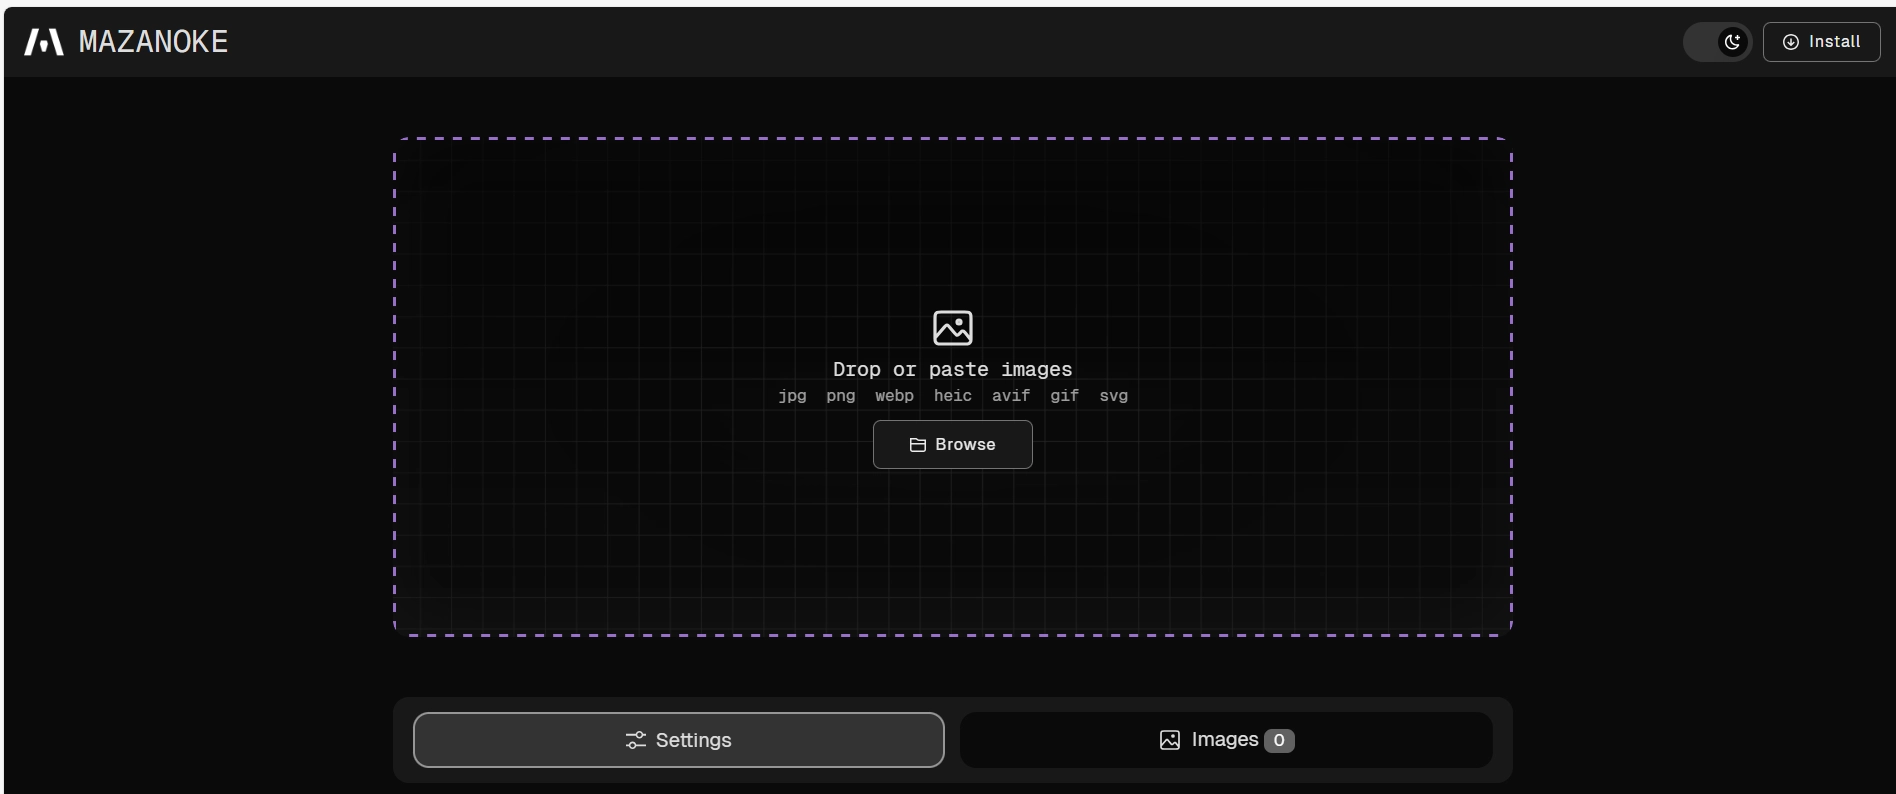 MAZANOKE
Install
Drop or paste images
jpg png webp heic avif gif svg
Browse
Settings
Images 0